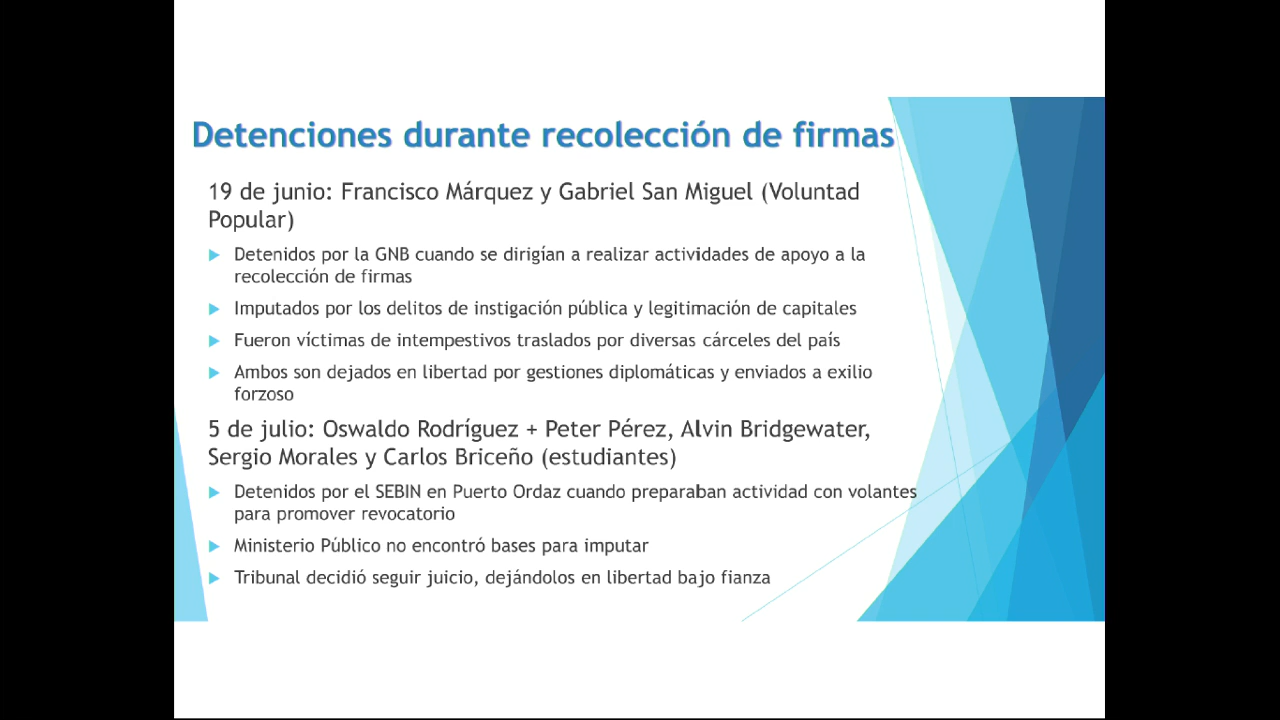 Detenciones durante recolección de firmas
19 de junio: Francisco Márquez y Gabriel San Miguel (Voluntad
Popular)
Detenidos por la GNB cuando se dirigían a realizar actividades de apoyo a la
recolección de firmas
Imputados por los delitos de instigación pública y legitimación de capitales
Fueron víctimas de intempestivos traslados por diversas cárceles del país
Ambos son dejados en libertad por gestiones diplomáticas y enviados a exilio
forzoso
5 de julio: Oswaldo Rodríguez + Peter Pérez, Alvin Bridgewater,
Sergio Morales y Carlos Briceño (estudiantes)
Detenidos por el SEBIN en Puerto Ordaz cuando preparaban actividad con volantes
para promover revocatorio
Ministerio Público no encontró bases para imputar
Tribunal decidió seguir juicio, dejándolos en libertad bajo fianza